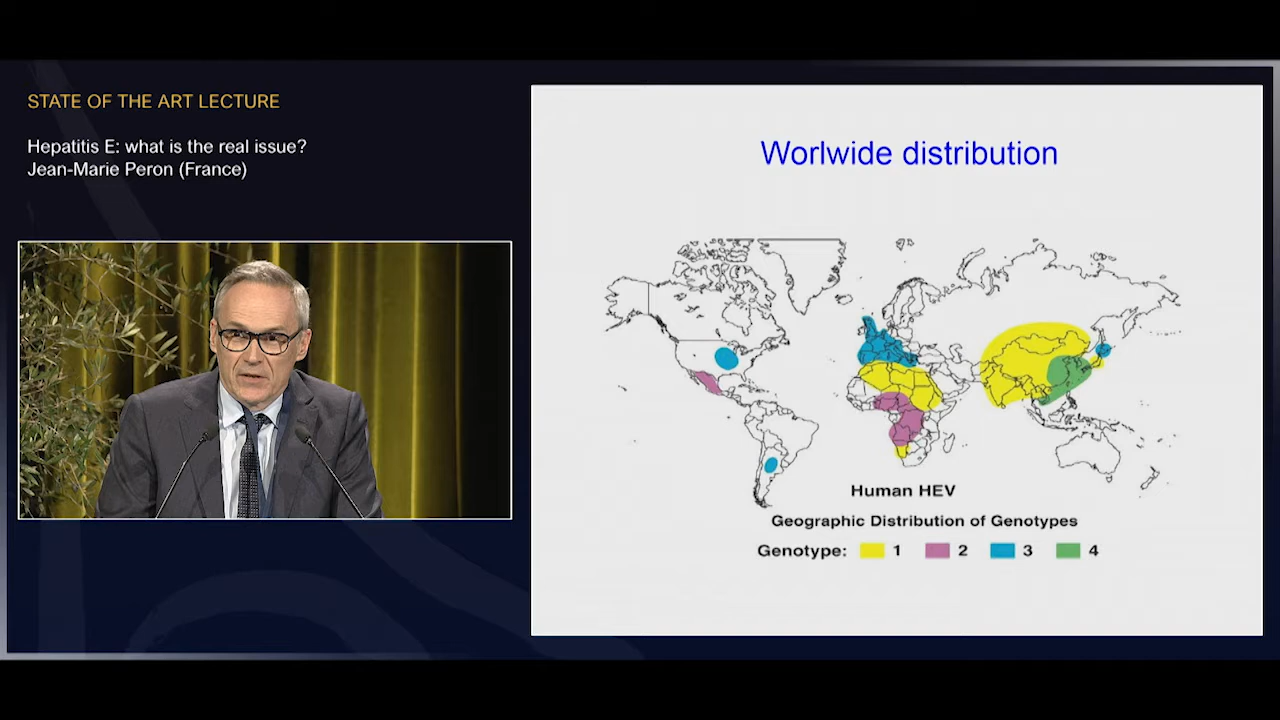 STATE OF THE ART LECTURE
Hepatitis E: what is the real issue?
Jean-Marie Peron (France)
Worlwide distribution
Human HEV
Geographic Distribution of Genotypes
Genotype: 1 2 3 4